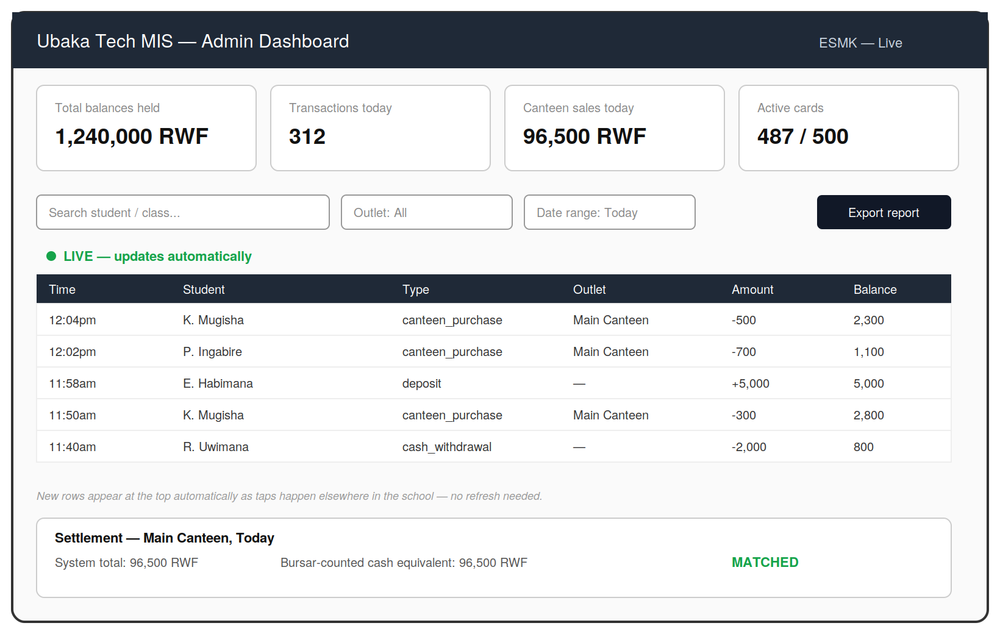 Ubaka Tech MIS — Admin Dashboard
ESMK — Live
Total balances held
1,240,000 RWF
Transactions today
312
Canteen sales today
96,500 RWF
Active cards
487 / 500
Search student / class...
Outlet: All
Date range: Today
Export report
LIVE — updates automatically
Time Student Type Outlet Amount Balance
12:04pm K. Mugisha canteen_purchase Main Canteen -500 2,300
12:02pm P. Ingabire canteen_purchase Main Canteen -700 1,100
11:58am E. Habimana deposit — +5,000 5,000
11:50am K. Mugisha canteen_purchase Main Canteen -300 2,800
11:40am R. Uwimana cash_withdrawal — -2,000 800
New rows appear at the top automatically as taps happen elsewhere in the school — no refresh needed.
Settlement — Main Canteen, Today
System total: 96,500 RWF Bursar-counted cash equivalent: 96,500 RWF MATCHED